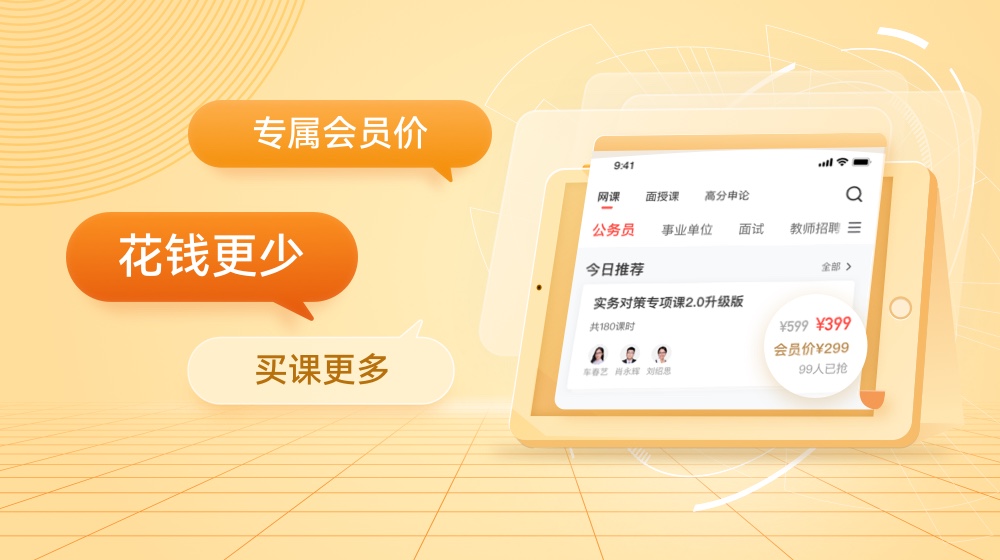 专属会员价
花钱更少
买课更多
9:41
网课 面授课 高分申论
公务员 事业单位 面试 教师招聘
今日推荐 全部
实务对策专项课2.0升级版
共180课时
¥599 ¥399
会员价¥299
99人已抢
车春艺 肖永辉 刘绍恩